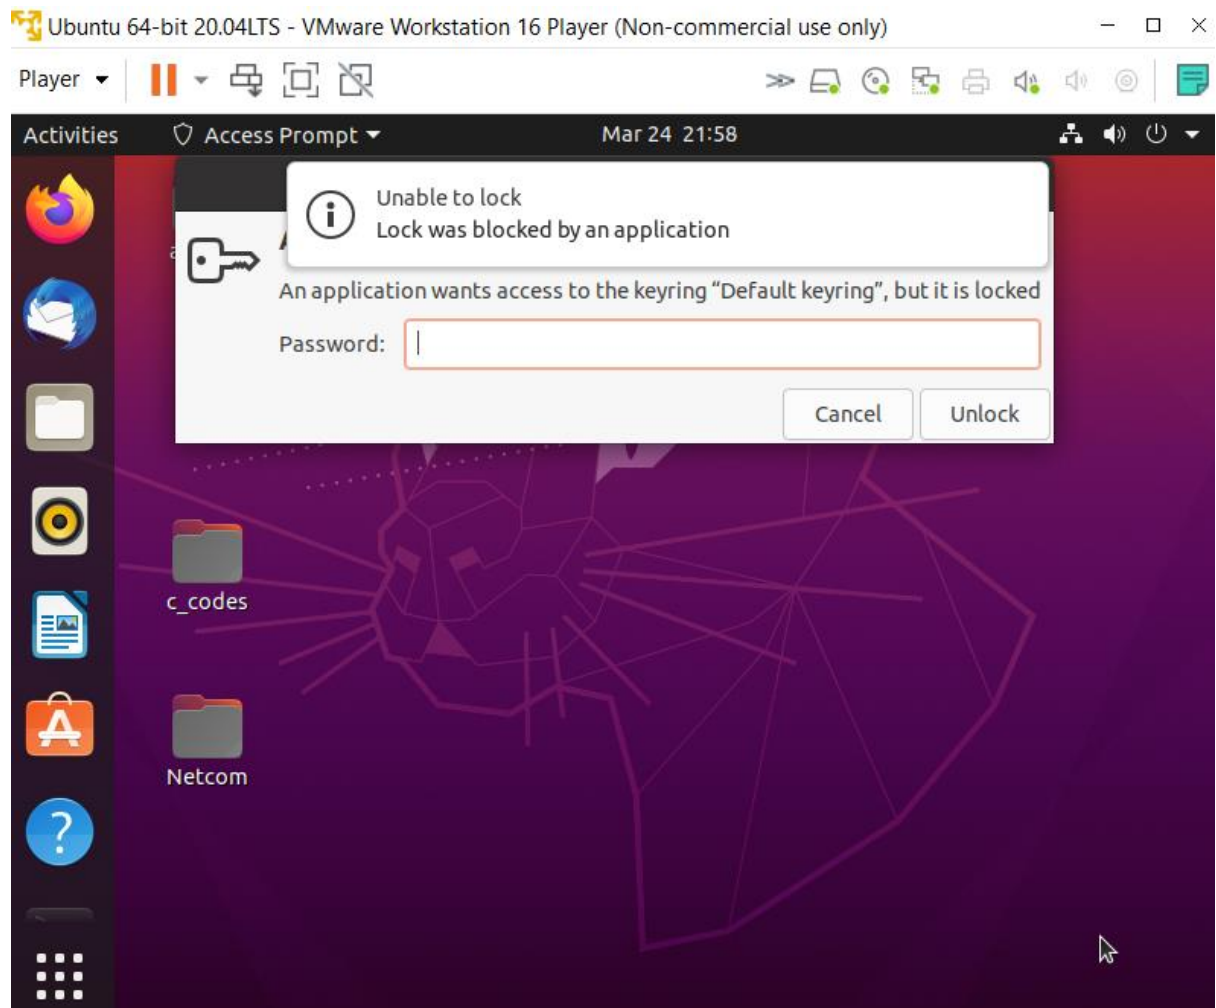 Ubuntu 64-bit 20.04LTS - VMware Workstation 16 Player (Non-commercial use only)
Player
Activities
Access Prompt
Mar 24 21:58
Unable to lock
Lock was blocked by an application
An application wants access to the keyring “Default keyring”, but it is locked
Password:
Cancel
Unlock
c_codes
Netcom